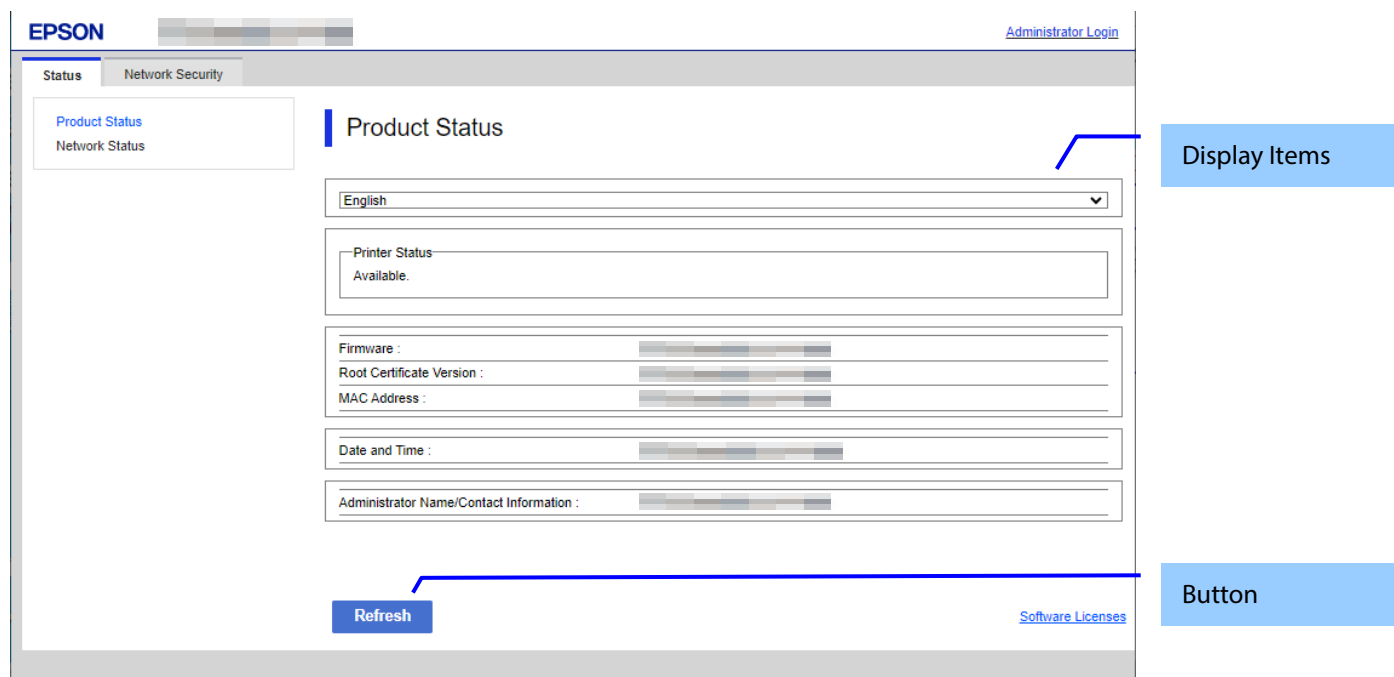 EPSON
Administrator Login
Status Network Security
Product Status
Network Status
Product Status
Display Items
English
Printer Status
Available.
Firmware :
Root Certificate Version :
MAC Address :
Date and Time :
Administrator Name/Contact Information :
Button
Refresh
Software Licenses